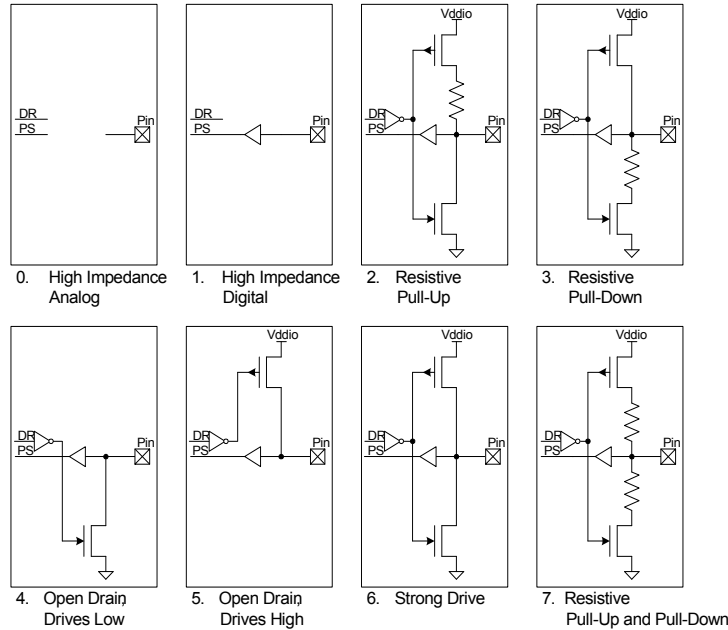 Vddio
Vddio
DR
PS
Pin
DR
PS
Pin
DR
PS
Pin
DR
PS
Pin
0. High Impedance
Analog
1. High Impedance
Digital
2. Resistive
Pull-Up
3. Resistive
Pull-Down
Vddio
Vddio
Vddio
DR
PS
Pin
DR
PS
Pin
DR
PS
Pin
DR
PS
Pin
4. Open Drain,
Drives Low
5. Open Drain,
Drives High
6. Strong Drive
7. Resistive
Pull-Up and Pull-Down